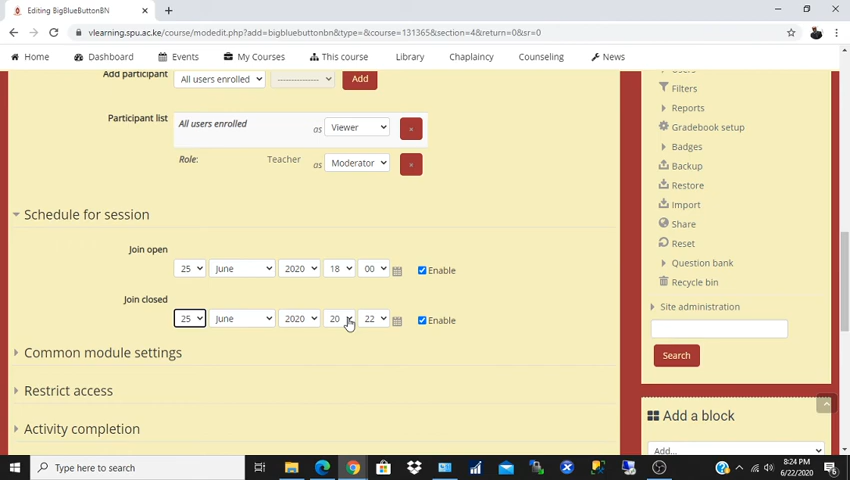 Editing BigBlueButtonBN
vlearning.spu.ac.ke/course/modedit.php?add=bigbluebuttonbn&type=&course=131365&section=4&return=0&sr=0
Home Dashboard Events My Courses This course Library Chaplaincy Counseling News
Add participant All users enrolled --------------- Add
Participant list All users enrolled as Viewer
Role: Teacher as Moderator
Schedule for session
Join open
25 June 2020 18 00 Enable
Join closed
25 June 2020 20 22 Enable
Common module settings
Restrict access
Activity completion
Filters
Reports
Gradebook setup
Badges
Backup
Restore
Import
Share
Reset
Question bank
Recycle bin
Site administration
Search
Add a block
Add...
Type here to search
8:24 PM
6/22/2020